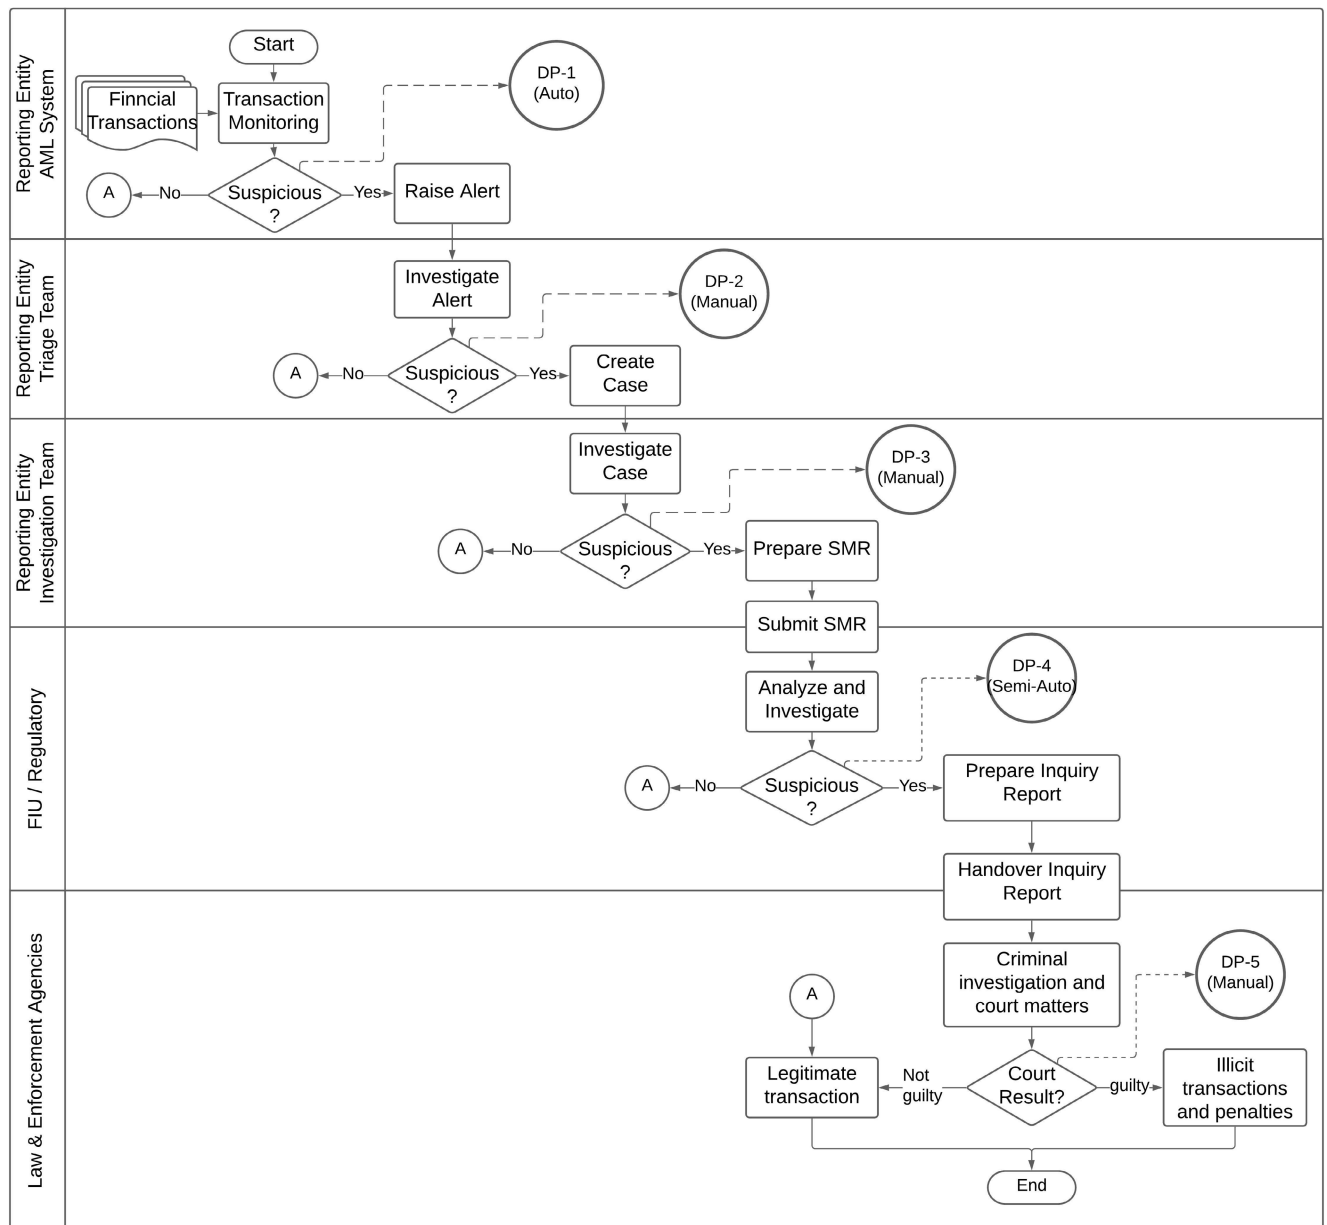 Reporting Entity
AML System
Start
DP-1
(Auto)
Finncial
Transactions
Transaction
Monitoring
A
No
Suspicious
?
Yes
Raise Alert
Reporting Entity
Triage Team
Investigate
Alert
DP-2
(Manual)
A
No
Suspicious
?
Yes
Create
Case
Reporting Entity
Investigation Team
Investigate
Case
DP-3
(Manual)
A
No
Suspicious
?
Yes
Prepare SMR
Submit SMR
FIU / Regulatory
Analyze and
Investigate
DP-4
(Semi-Auto)
A
No
Suspicious
?
Yes
Prepare Inquiry
Report
Handover Inquiry
Report
Law & Enforcement Agencies
Criminal
investigation and
court matters
DP-5
(Manual)
A
Legitimate
transaction
Not
guilty
Court
Result?
guilty
Illicit
transactions
and penalties
End